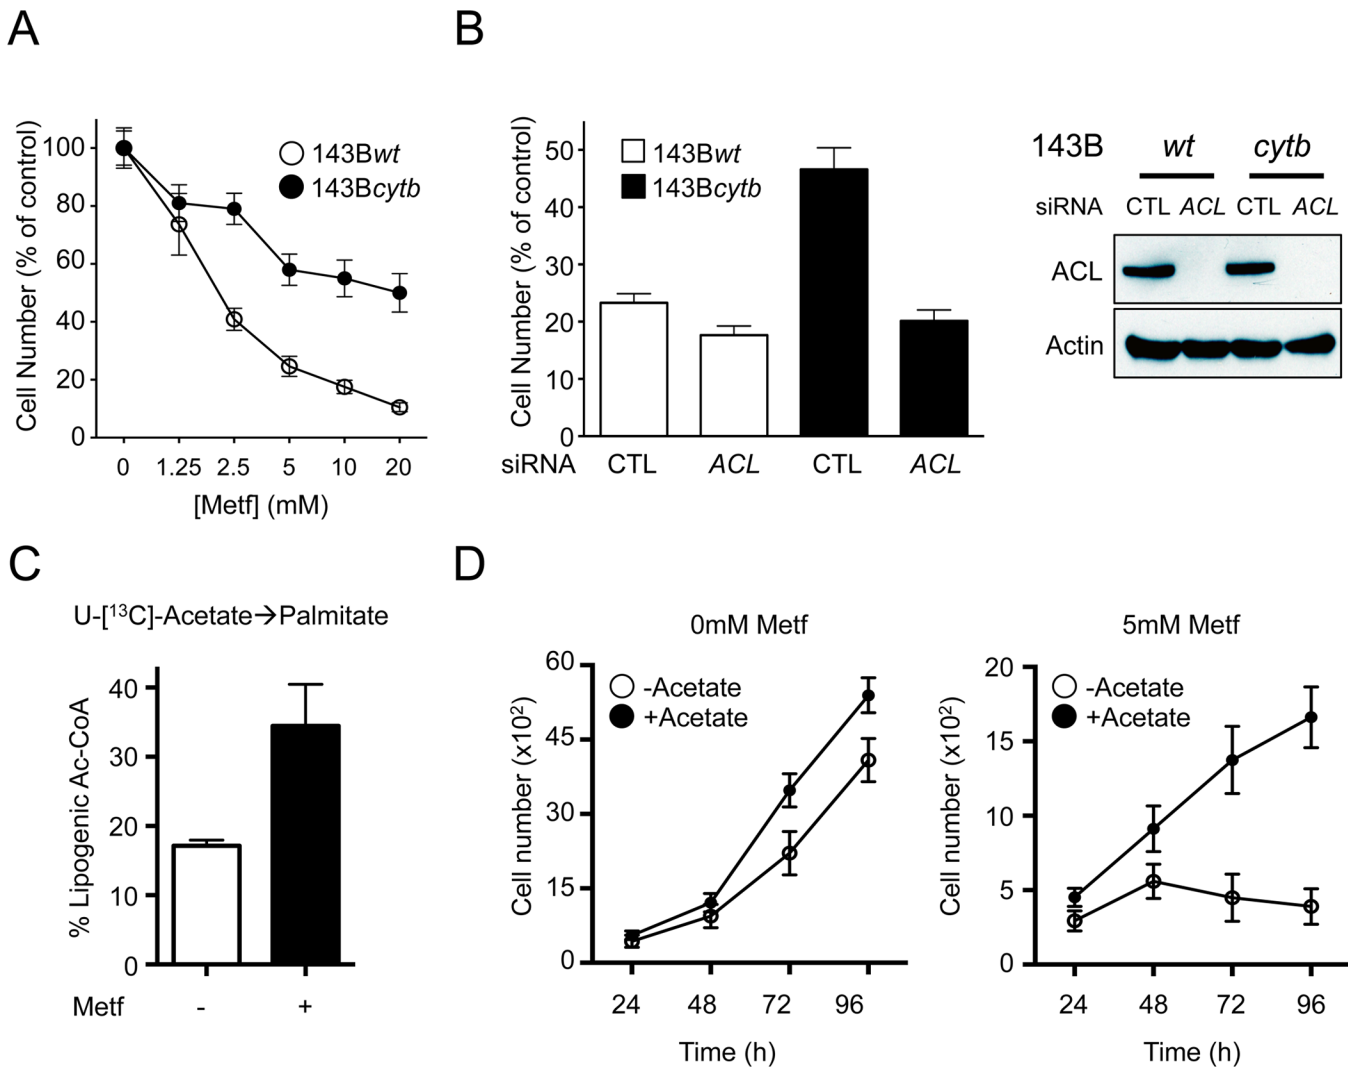 A
Cell Number (% of control)
100
80
60
40
20
0
143Bwt
143Bcytb
0 1.25 2.5 5 10 20
[Metf] (mM)
B
Cell Number (% of control)
50
40
30
20
10
0
143Bwt
143Bcytb
siRNA CTL ACL CTL ACL
143B wt cytb
siRNA CTL ACL CTL ACL
ACL
Actin
C
U-[¹³C]-Acetate→Palmitate
% Lipogenic Ac-CoA
40
30
20
10
0
Metf - +
D
0mM Metf
Cell number (x10²)
60
45
30
15
0
-Acetate
+Acetate
24 48 72 96
Time (h)
5mM Metf
Cell number (x10²)
20
15
10
5
0
-Acetate
+Acetate
24 48 72 96
Time (h)